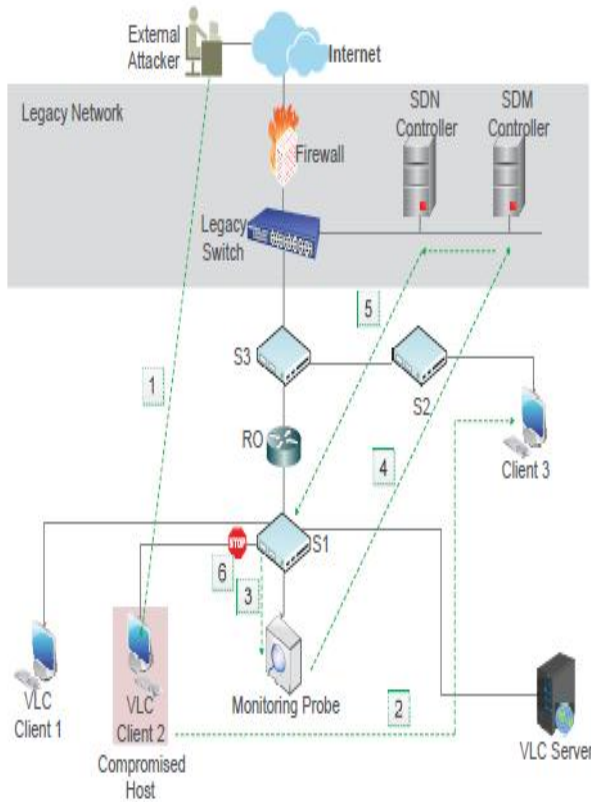 External
Attacker
Internet
Legacy Network
SDN
Controller
SDM
Controller
Firewall
Legacy
Switch
5
S3
1
S2
RO
4
Client 3
STOP
S1
6
3
VLC
Client 1
VLC
Client 2
Monitoring Probe
2
Compromised
Host
VLC Server